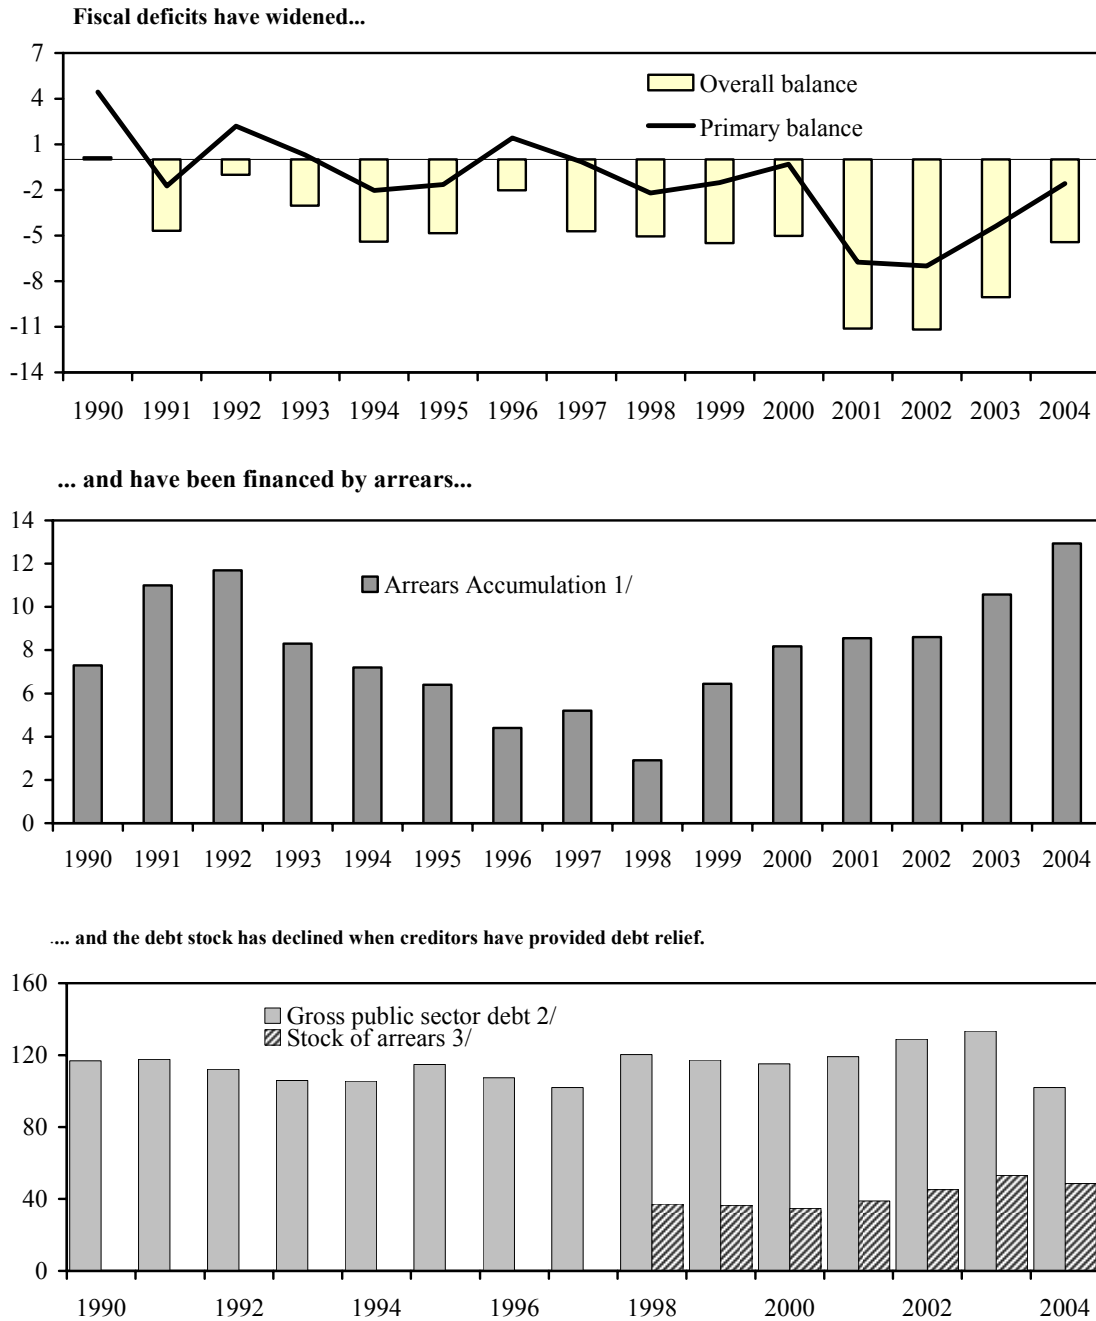 Fiscal deficits have widened...
7
4
1
-2
-5
-8
-11
-14
Overall balance
Primary balance
1990 1991 1992 1993 1994 1995 1996 1997 1998 1999 2000 2001 2002 2003 2004
... and have been financed by arrears...
14
12
10
8
6
4
2
0
Arrears Accumulation 1/
1990 1991 1992 1993 1994 1995 1996 1997 1998 1999 2000 2001 2002 2003 2004
.... and the debt stock has declined when creditors have provided debt relief.
160
120
80
40
0
Gross public sector debt 2/
Stock of arrears 3/
1990 1992 1994 1996 1998 2000 2002 2004